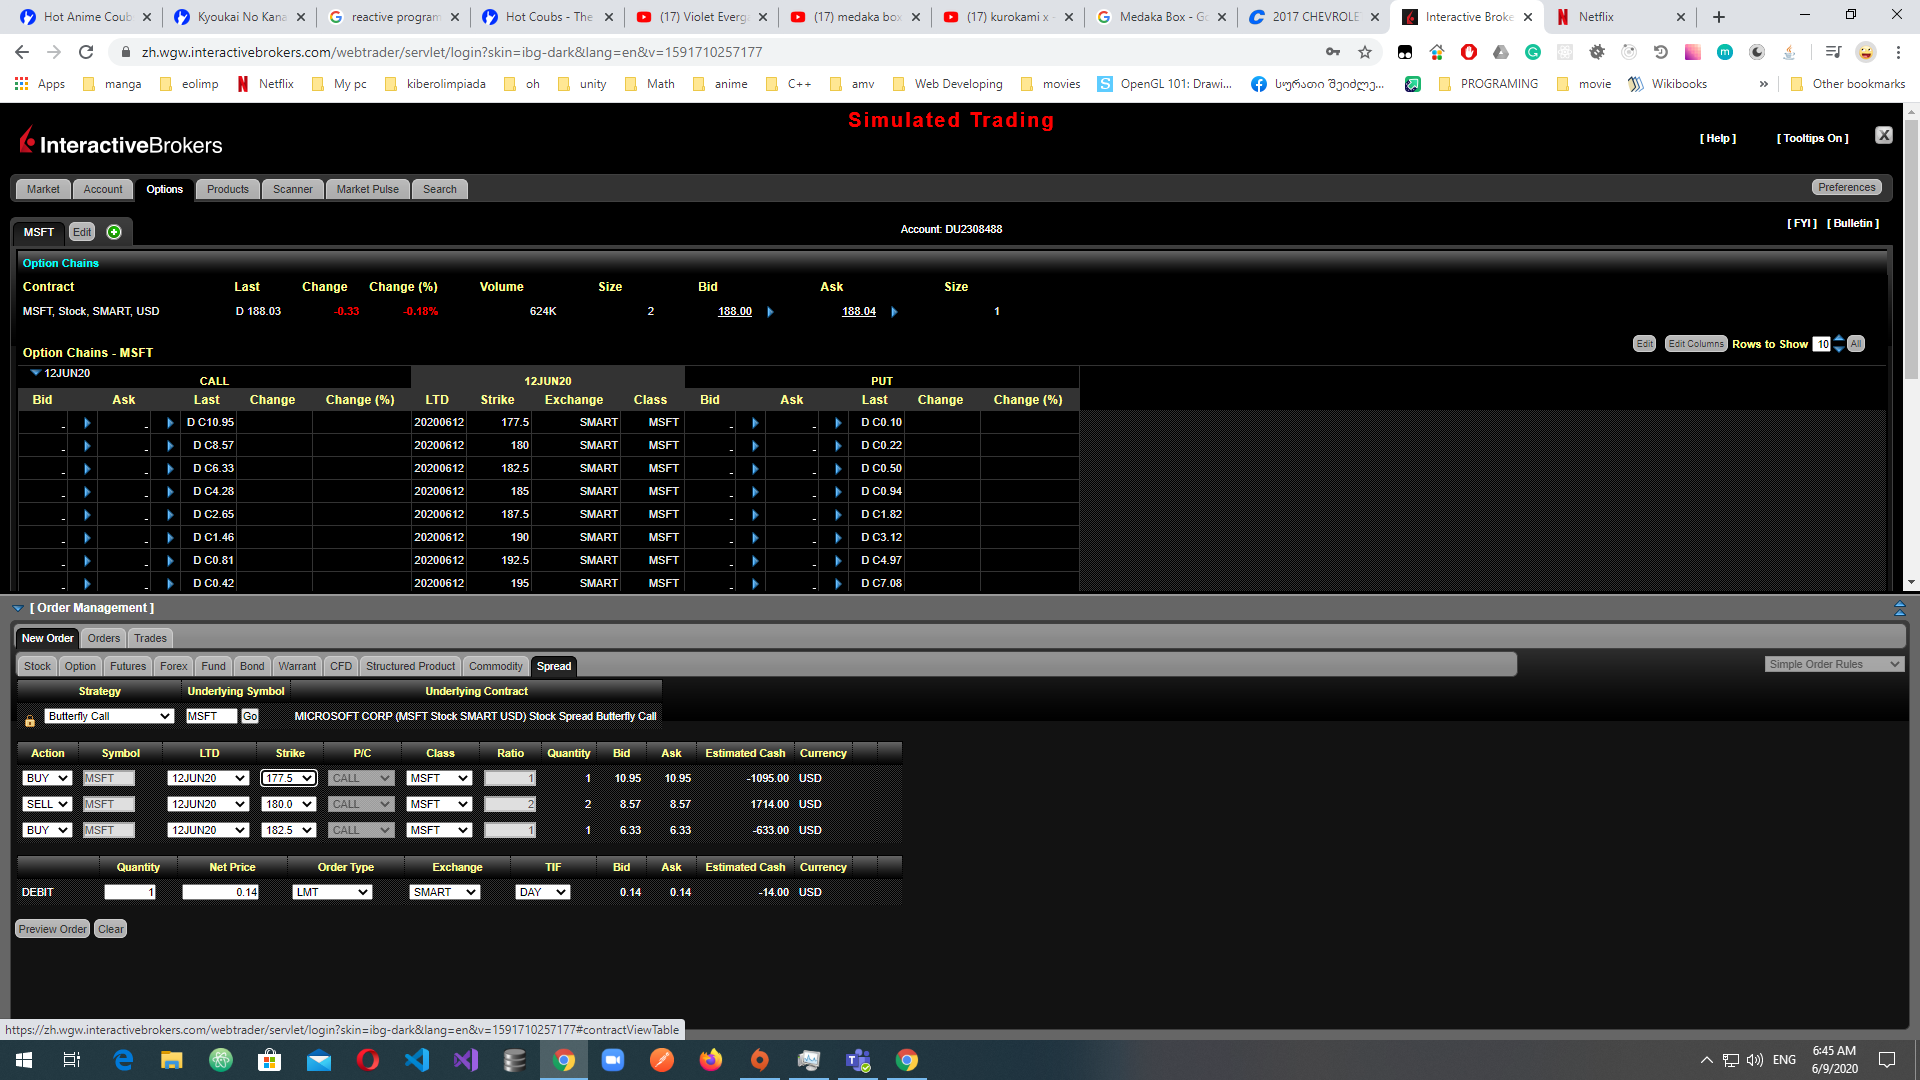 Hot Anime Coub
Kyoukai No Kana
reactive program
Hot Coubs - The
(17) Violet Everga
(17) medaka box
(17) kurokami x -
Medaka Box - Go
2017 CHEVROLE
Interactive Broke
Netflix
zh.wgw.interactivebrokers.com/webtrader/servlet/login?skin=ibg-dark&lang=en&v=1591710257177
Apps manga eolimp Netflix My pc kiberolimpiada oh unity Math anime C++ amv Web Developing movies OpenGL 101: Drawi... PROGRAMING movie Wikibooks » Other bookmarks
Simulated Trading
InteractiveBrokers
[ Help ] [ Tooltips On ] X
Market Account Options Products Scanner Market Pulse Search Preferences
MSFT Edit Account: DU2308488 [ FYI ] [ Bulletin ]
Option Chains
Contract Last Change Change (%) Volume Size Bid Ask Size
MSFT, Stock, SMART, USD D 188.03 -0.33 -0.18% 624K 2 188.00 188.04 1
Option Chains - MSFT Edit Edit Columns Rows to Show 10 All
12JUN20 CALL 12JUN20 PUT
Bid Ask Last Change Change (%) LTD Strike Exchange Class Bid Ask Last Change Change (%)
- - D C10.95 20200612 177.5 SMART MSFT - - D C0.10
- - D C8.57 20200612 180 SMART MSFT - - D C0.22
- - D C6.33 20200612 182.5 SMART MSFT - - D C0.50
- - D C4.28 20200612 185 SMART MSFT - - D C0.94
- - D C2.65 20200612 187.5 SMART MSFT - - D C1.82
- - D C1.46 20200612 190 SMART MSFT - - D C3.12
- - D C0.81 20200612 192.5 SMART MSFT - - D C4.97
- - D C0.42 20200612 195 SMART MSFT - - D C7.08
[ Order Management ]
New Order Orders Trades
Stock Option Futures Forex Fund Bond Warrant CFD Structured Product Commodity Spread Simple Order Rules
Strategy Underlying Symbol Underlying Contract
Butterfly Call MSFT Go MICROSOFT CORP (MSFT Stock SMART USD) Stock Spread Butterfly Call
Action Symbol LTD Strike P/C Class Ratio Quantity Bid Ask Estimated Cash Currency
BUY MSFT 12JUN20 177.5 CALL MSFT 1 1 10.95 10.95 -1095.00 USD
SELL MSFT 12JUN20 180.0 CALL MSFT 2 2 8.57 8.57 1714.00 USD
BUY MSFT 12JUN20 182.5 CALL MSFT 1 1 6.33 6.33 -633.00 USD
Quantity Net Price Order Type Exchange TIF Bid Ask Estimated Cash Currency
DEBIT 1 0.14 LMT SMART DAY 0.14 0.14 -14.00 USD
Preview Order Clear
https://zh.wgw.interactivebrokers.com/webtrader/servlet/login?skin=ibg-dark&lang=en&v=1591710257177#contractViewTable
ENG
6:45 AM
6/9/2020